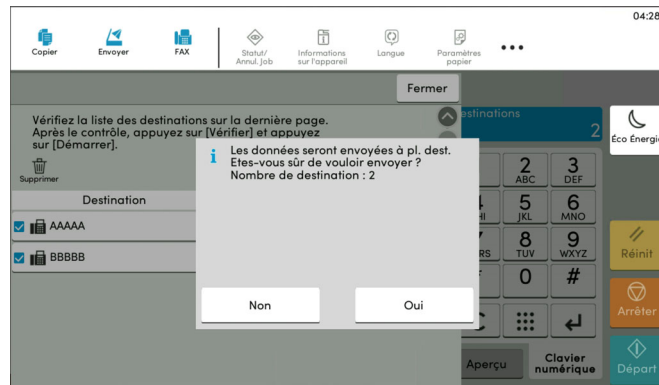 04:28
Copier
Envoyer
FAX
Statut/
Annul. Job
Informations
sur l'appareil
Langue
Paramètres
papier
Fermer
Vérifiez la liste des destinations sur la dernière page.
Après le contrôle, appuyez sur [Vérifier] et appuyez
sur [Démarrer].
Supprimer
Destination
AAAAA
BBBBB
Les données seront envoyées à pl. dest.
Etes-vous sûr de vouloir envoyer ?
Nombre de destination : 2
Non
Oui
estinations
2
Éco Énergie
2
ABC
3
DEF
5
JKL
6
MNO
RS
8
TUV
9
WXYZ
0
#
Réinit
Arrêter
Départ
Aperçu
Clavier
numérique